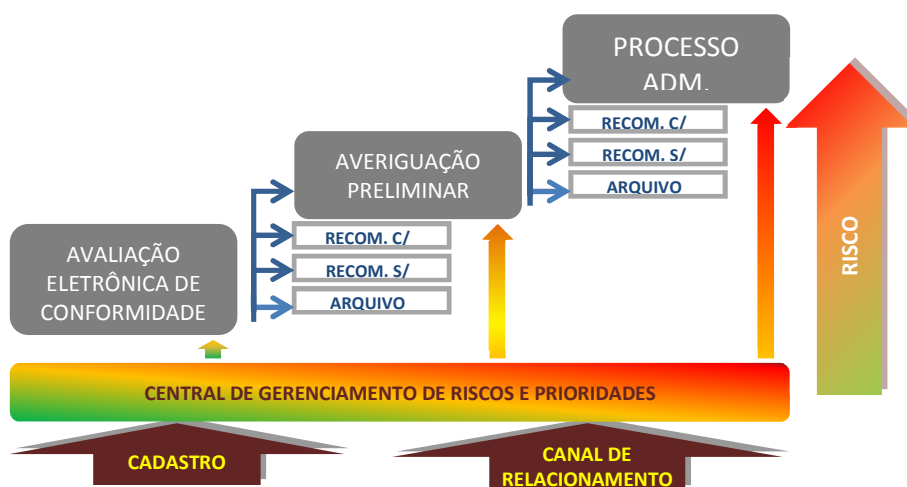 PROCESSO
ADM.
RECOM. C/
RECOM. S/
ARQUIVO
AVERIGUAÇÃO
PRELIMINAR
RECOM. C/
RECOM. S/
ARQUIVO
AVALIAÇÃO
ELETRÔNICA DE
CONFORMIDADE
RISCO
CENTRAL DE GERENCIAMENTO DE RISCOS E PRIORIDADES
CADASTRO
CANAL DE
RELACIONAMENTO